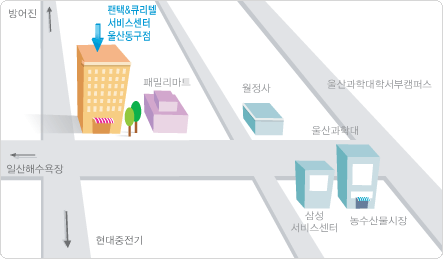 방어진
팬택&큐리텔
서비스센터
울산동구점
패밀리마트
월정사
울산과학대학서부캠퍼스
울산과학대
일산해수욕장
삼성
서비스센터
농수산물시장
현대중전기